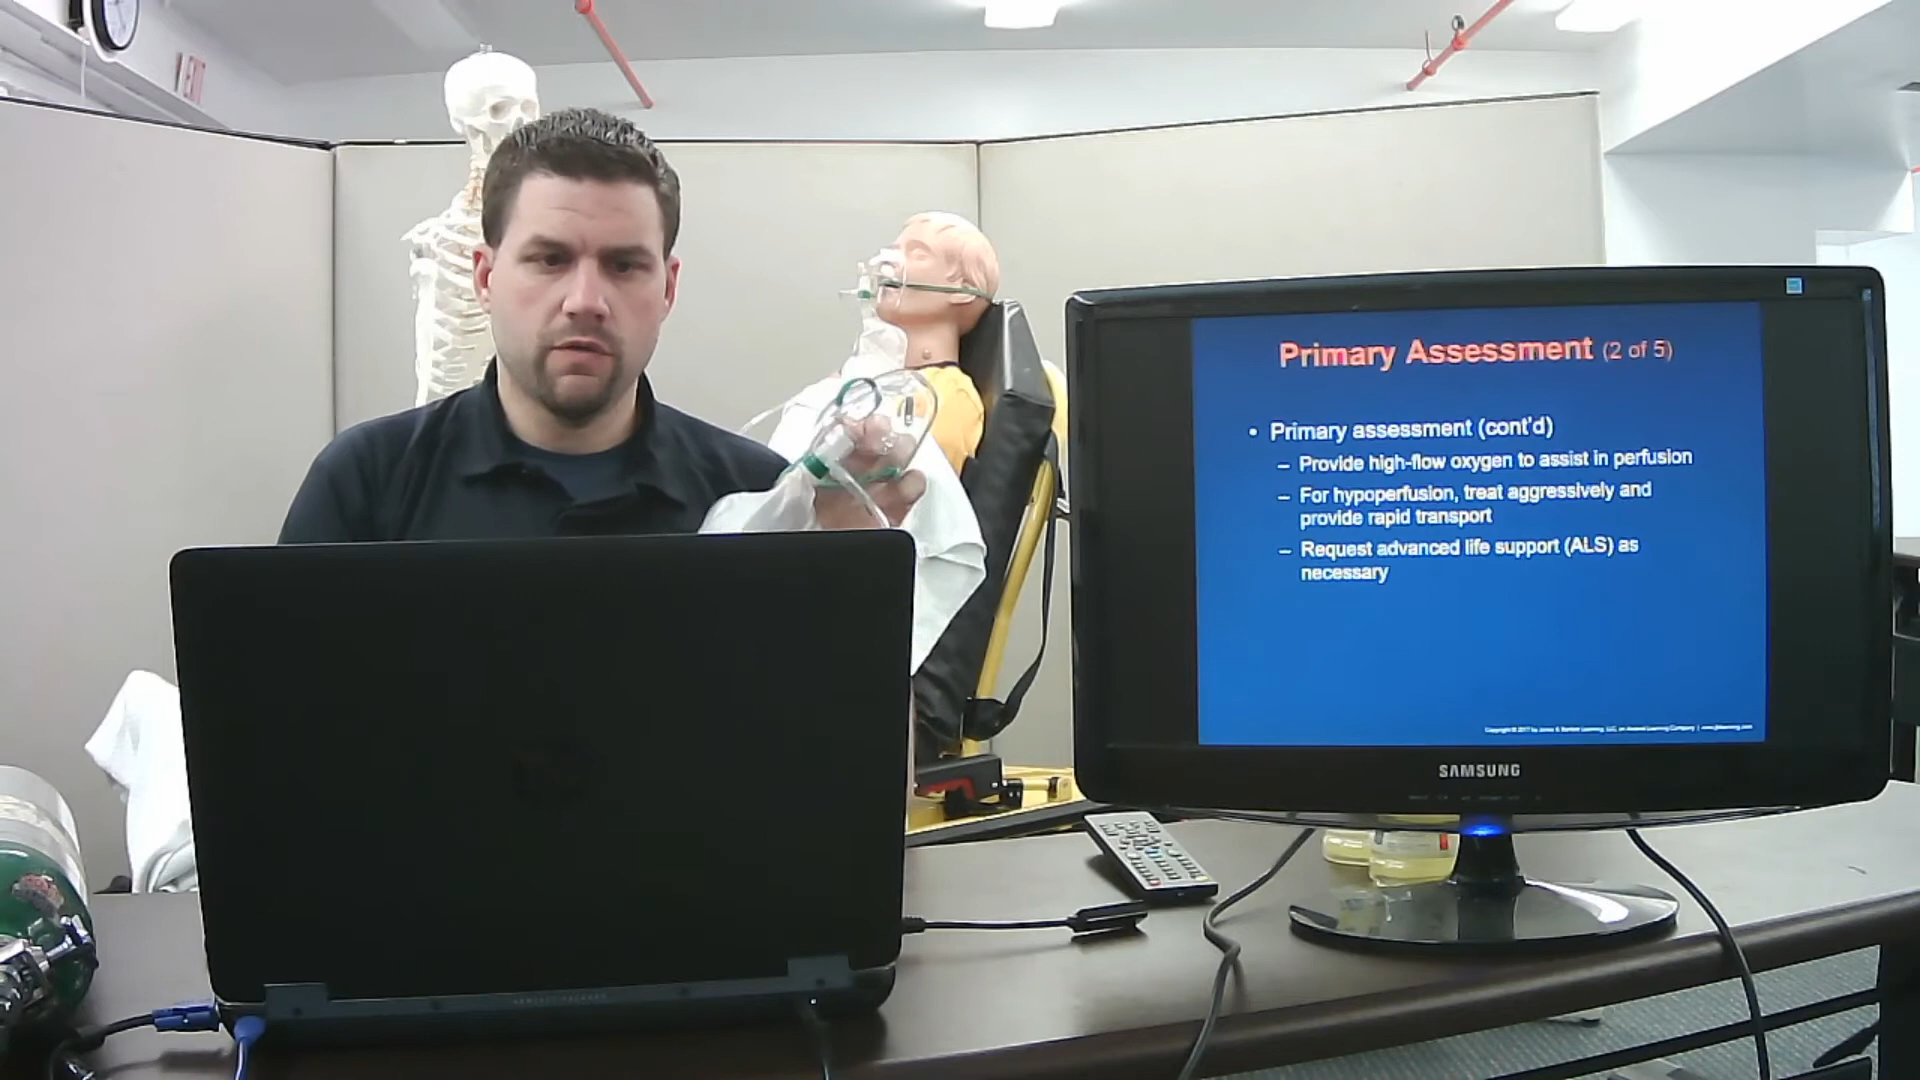 Primary Assessment (2 of 5)
• Primary assessment (cont'd)
– Provide high-flow oxygen to assist in perfusion
– For hypoperfusion, treat aggressively and
provide rapid transport
– Request advanced life support (ALS) as
necessary
SAMSUNG